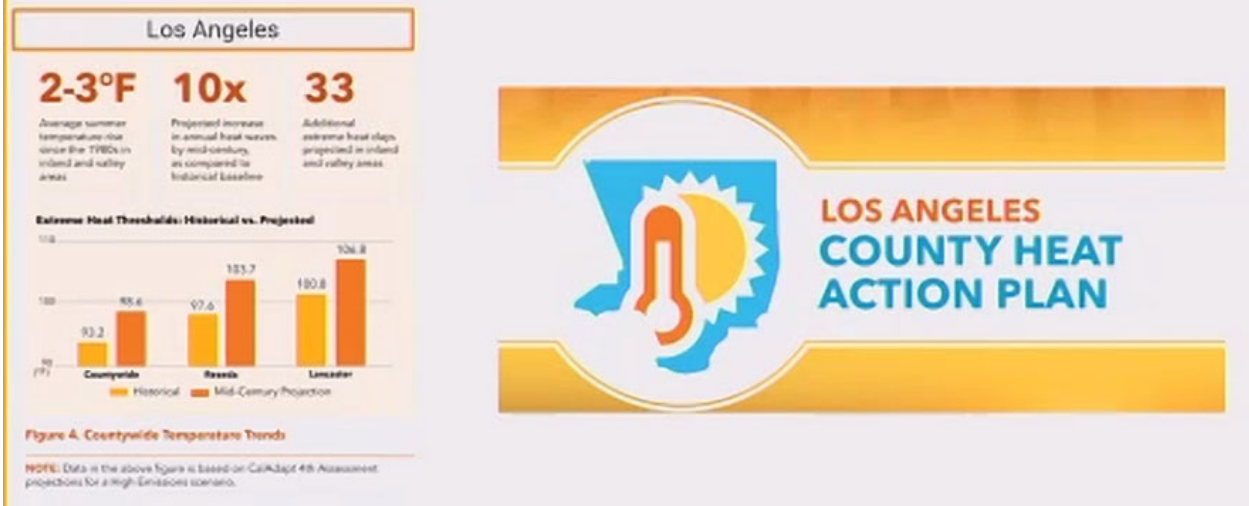 Los Angeles
2-3°F
10x
33
Average summer
temperature rise
since the 1980s in
inland and valley
areas
Projected increase
in annual heat waves
by mid-century,
as compared to
historical baseline
Additional
extreme heat days
projected in inland
and valley areas
Extreme Heat Thresholds: Historical vs. Projected
110
100
90
(°F)
93.2
98.6
97.6
103.7
100.8
106.8
Countywide
Reseda
Lancaster
Historical
Mid-Century Projection
Figure 4. Countywide Temperature Trends
NOTE: Data in the above figure is based on CalAdapt 4th Assessment
projections for a High Emissions scenario.
LOS ANGELES
COUNTY HEAT
ACTION PLAN